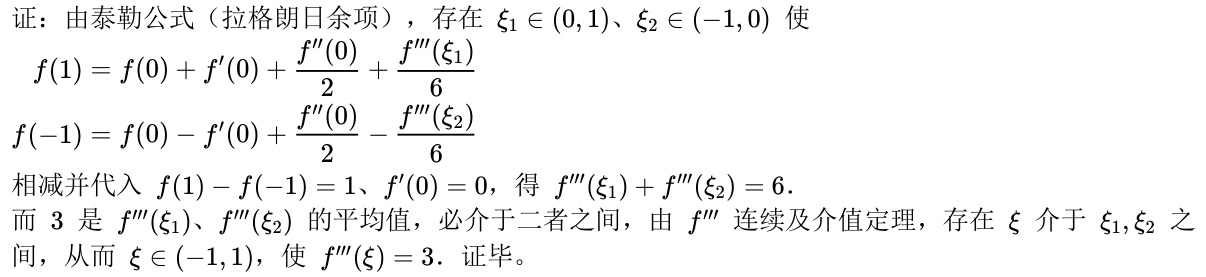 证：由泰勒公式（拉格朗日余项），存在 ξ₁ ∈ (0, 1)、ξ₂ ∈ (−1, 0) 使
f(1) = f(0) + f′(0) + f″(0)/2 + f‴(ξ₁)/6
f(−1) = f(0) − f′(0) + f″(0)/2 − f‴(ξ₂)/6
相减并代入 f(1) − f(−1) = 1、f′(0) = 0，得 f‴(ξ₁) + f‴(ξ₂) = 6.
而 3 是 f‴(ξ₁)、f‴(ξ₂) 的平均值，必介于二者之间，由 f‴ 连续及介值定理，存在 ξ 介于 ξ₁, ξ₂ 之
间，从而 ξ ∈ (−1, 1)，使 f‴(ξ) = 3. 证毕。